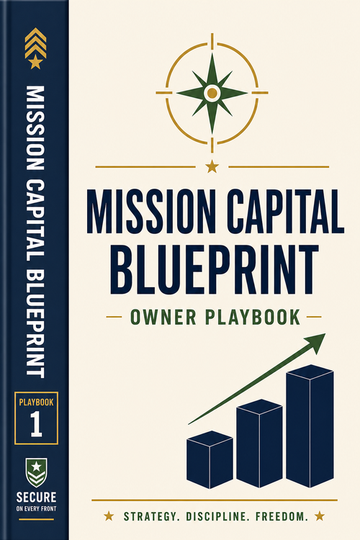 MISSION CAPITAL BLUEPRINT
PLAYBOOK
1
SECURE
ON EVERY FRONT
MISSION CAPITAL
BLUEPRINT
OWNER PLAYBOOK
STRATEGY. DISCIPLINE. FREEDOM.